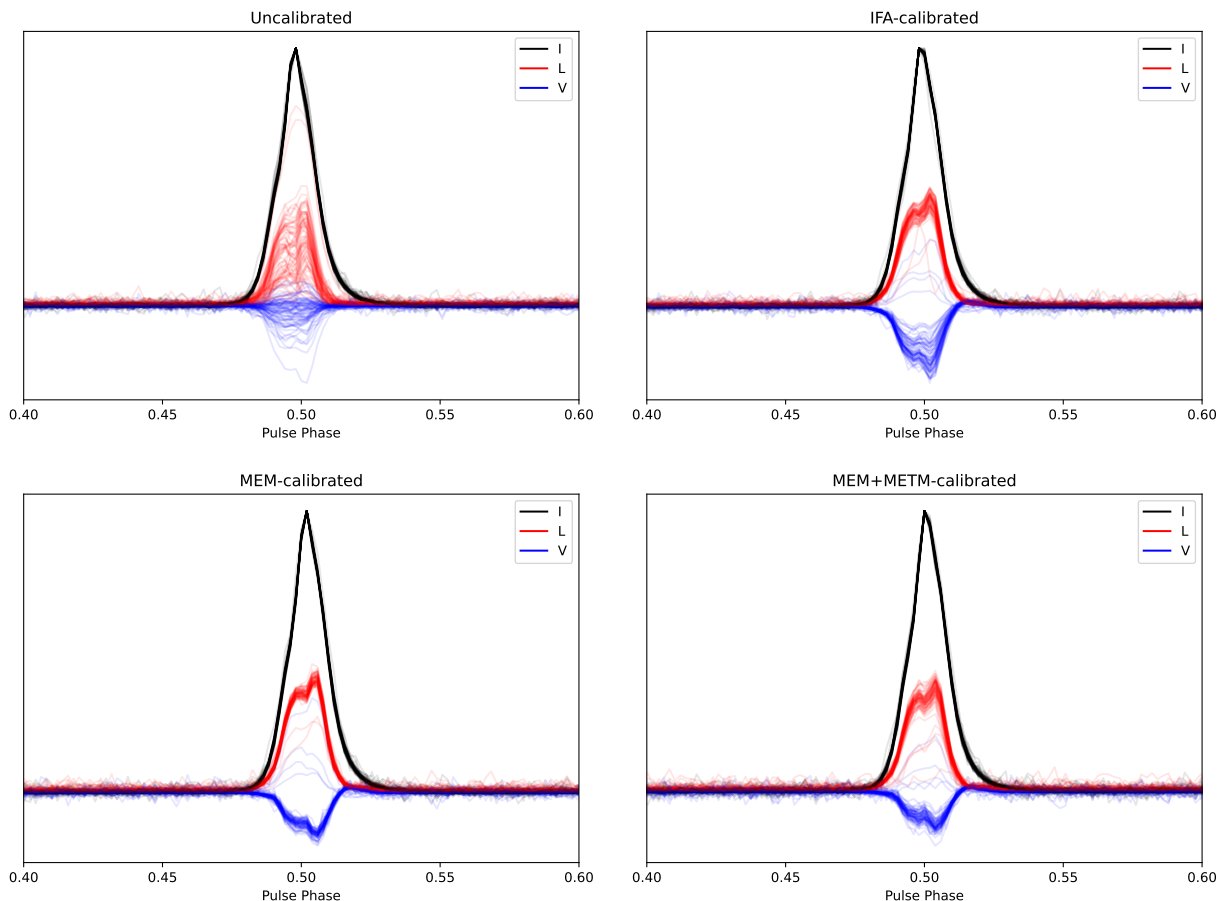 Uncalibrated
I
L
V
0.40 0.45 0.50 0.55 0.60
Pulse Phase
IFA-calibrated
I
L
V
0.40 0.45 0.50 0.55 0.60
Pulse Phase
MEM-calibrated
I
L
V
0.40 0.45 0.50 0.55 0.60
Pulse Phase
MEM+METM-calibrated
I
L
V
0.40 0.45 0.50 0.55 0.60
Pulse Phase